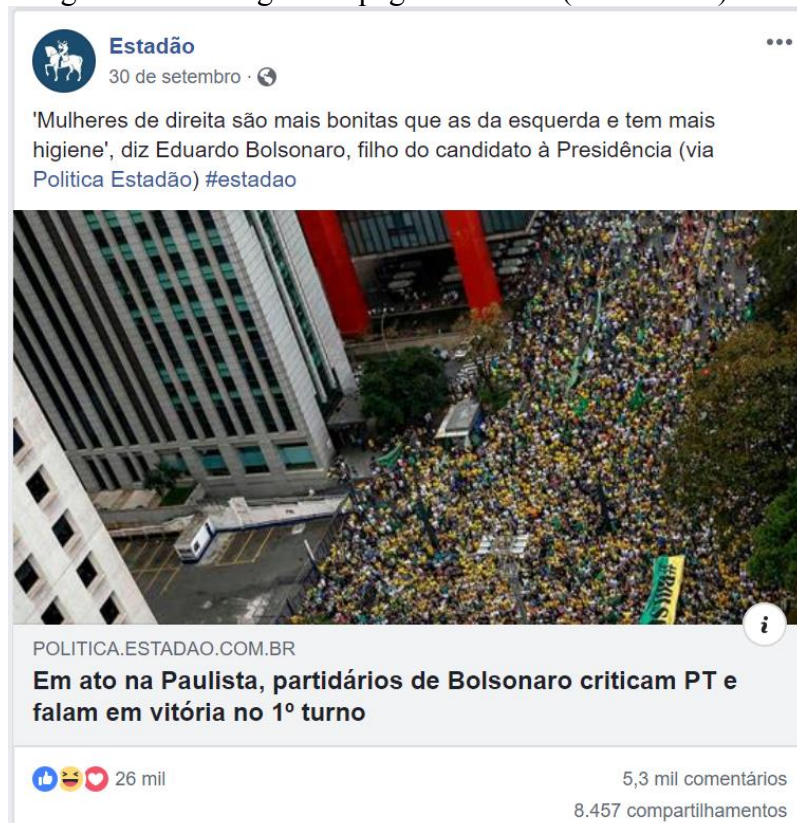 Estadão
30 de setembro ·
'Mulheres de direita são mais bonitas que as da esquerda e tem mais
higiene', diz Eduardo Bolsonaro, filho do candidato à Presidência (via
Politica Estadão) #estadao
POLITICA.ESTADAO.COM.BR
Em ato na Paulista, partidários de Bolsonaro criticam PT e
falam em vitória no 1º turno
26 mil
5,3 mil comentários
8.457 compartilhamentos